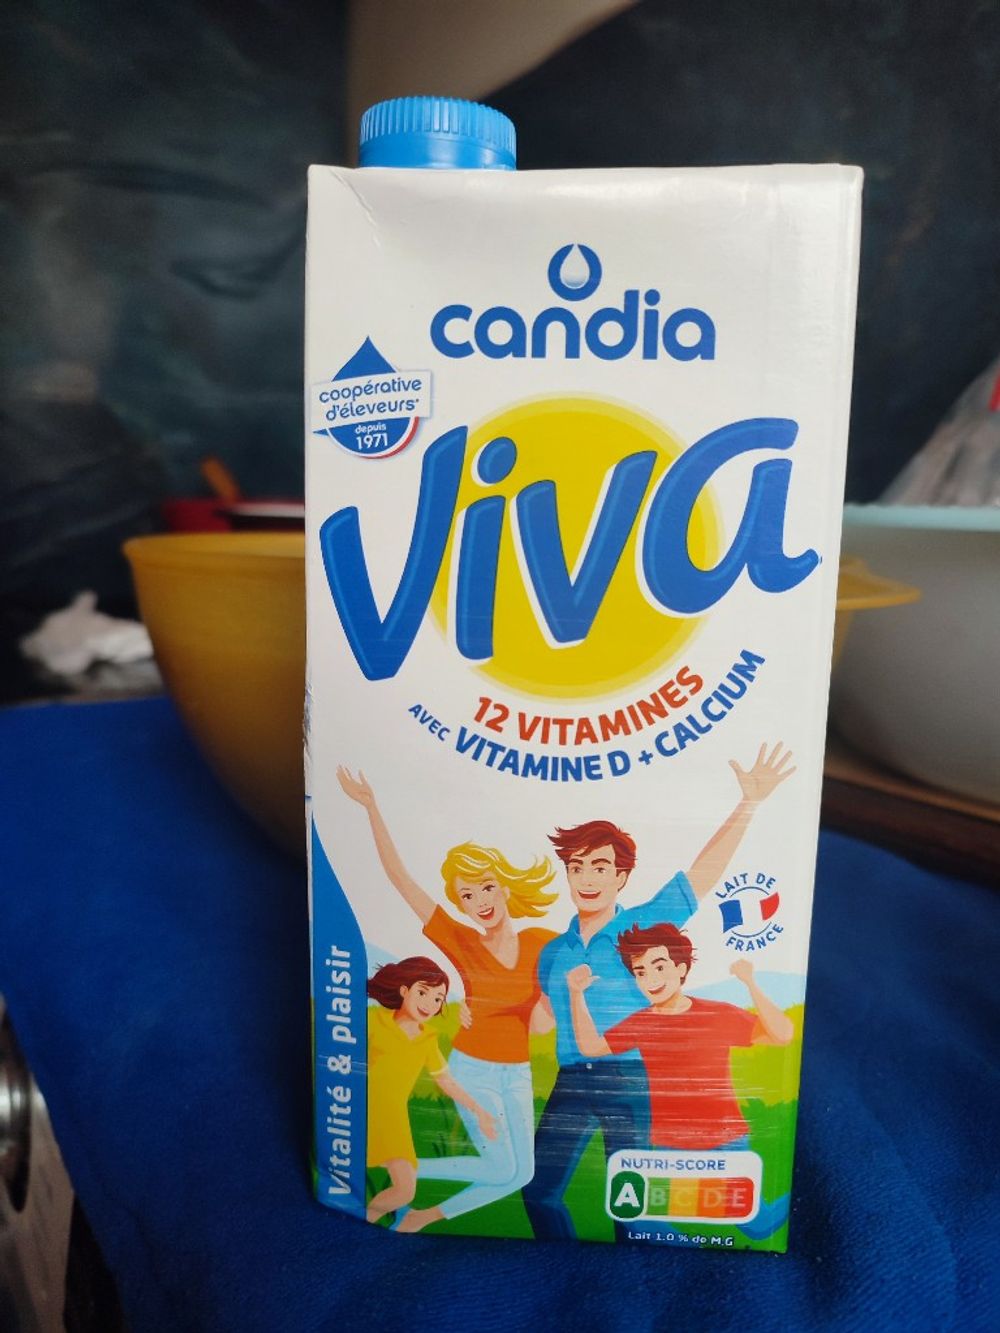 candia
coopérative
d'éleveurs*
depuis
1971
Viva
12 VITAMINES
AVEC VITAMINE D + CALCIUM
LAIT DE
FRANCE
Vitalité & plaisir
NUTRI-SCORE
A B C D E
Lait 1.0 % de M.G